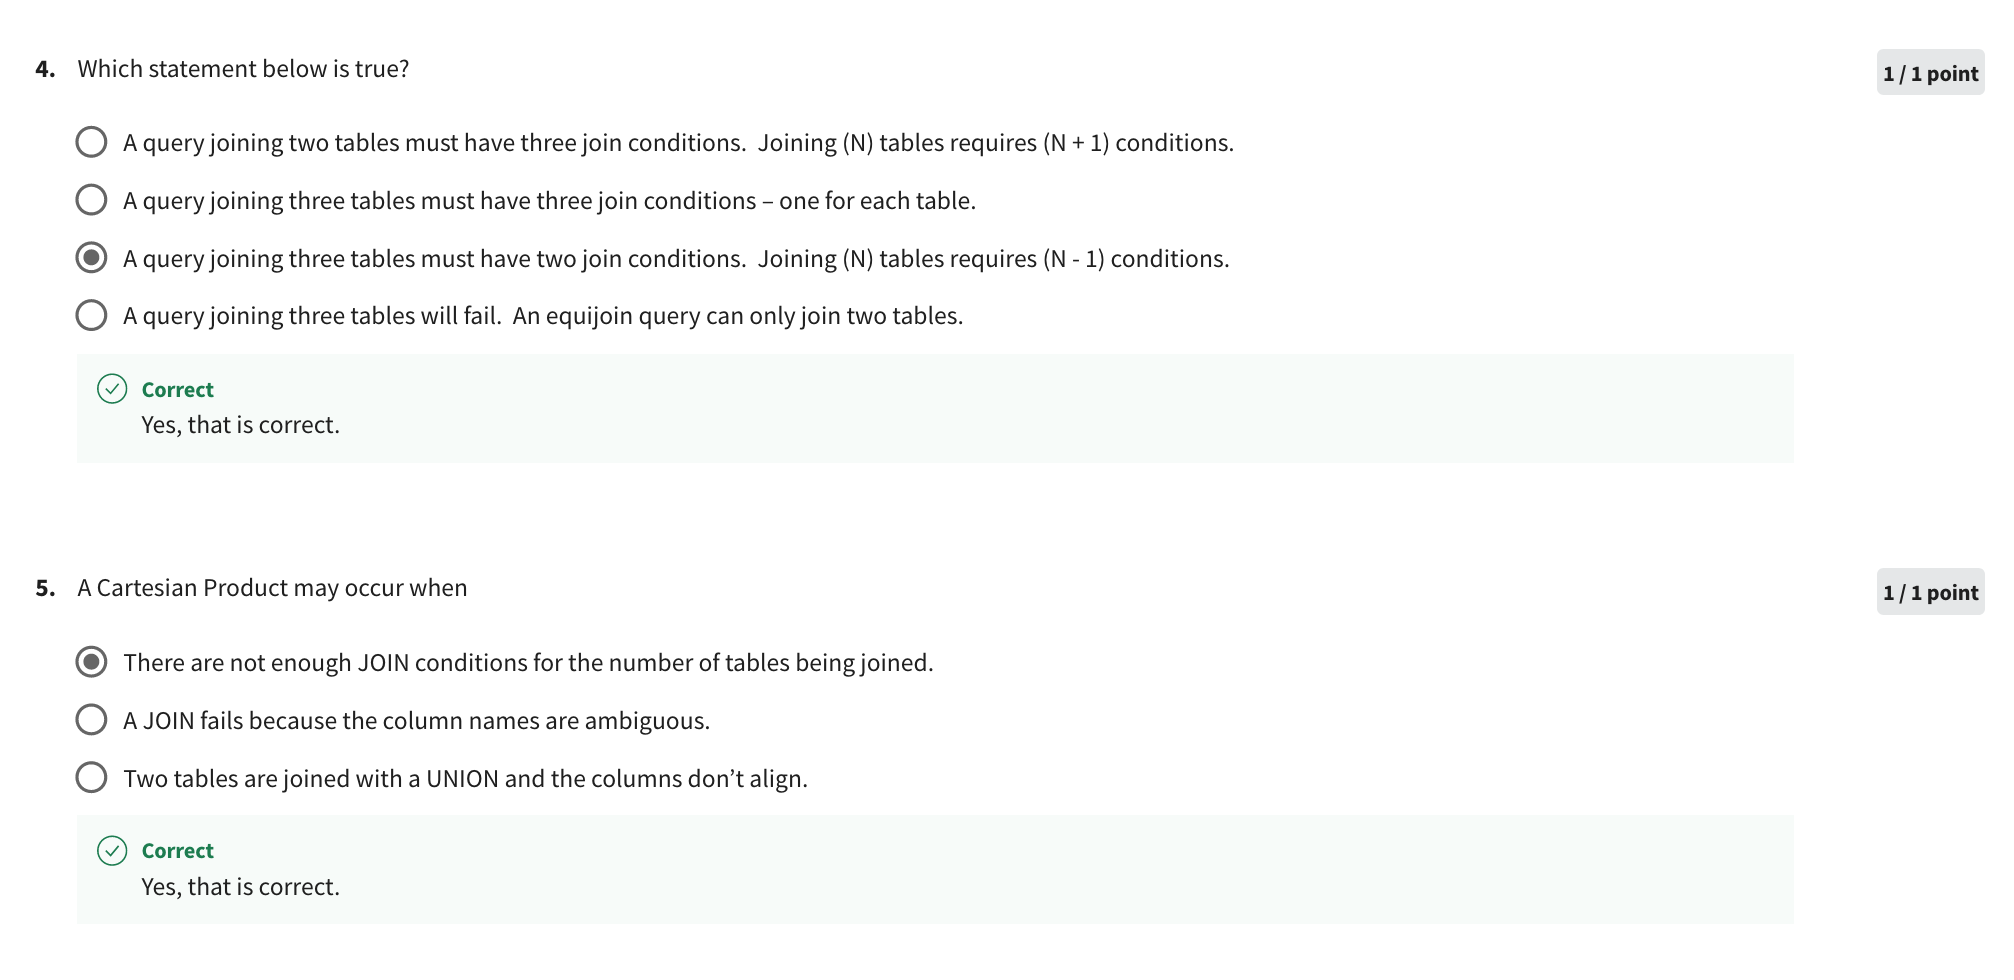 4. Which statement below is true?
1 / 1 point
A query joining two tables must have three join conditions.  Joining (N) tables requires (N + 1) conditions.
A query joining three tables must have three join conditions – one for each table.
A query joining three tables must have two join conditions.  Joining (N) tables requires (N - 1) conditions.
A query joining three tables will fail.  An equijoin query can only join two tables.
Correct
Yes, that is correct.
5. A Cartesian Product may occur when
1 / 1 point
There are not enough JOIN conditions for the number of tables being joined.
A JOIN fails because the column names are ambiguous.
Two tables are joined with a UNION and the columns don’t align.
Correct
Yes, that is correct.